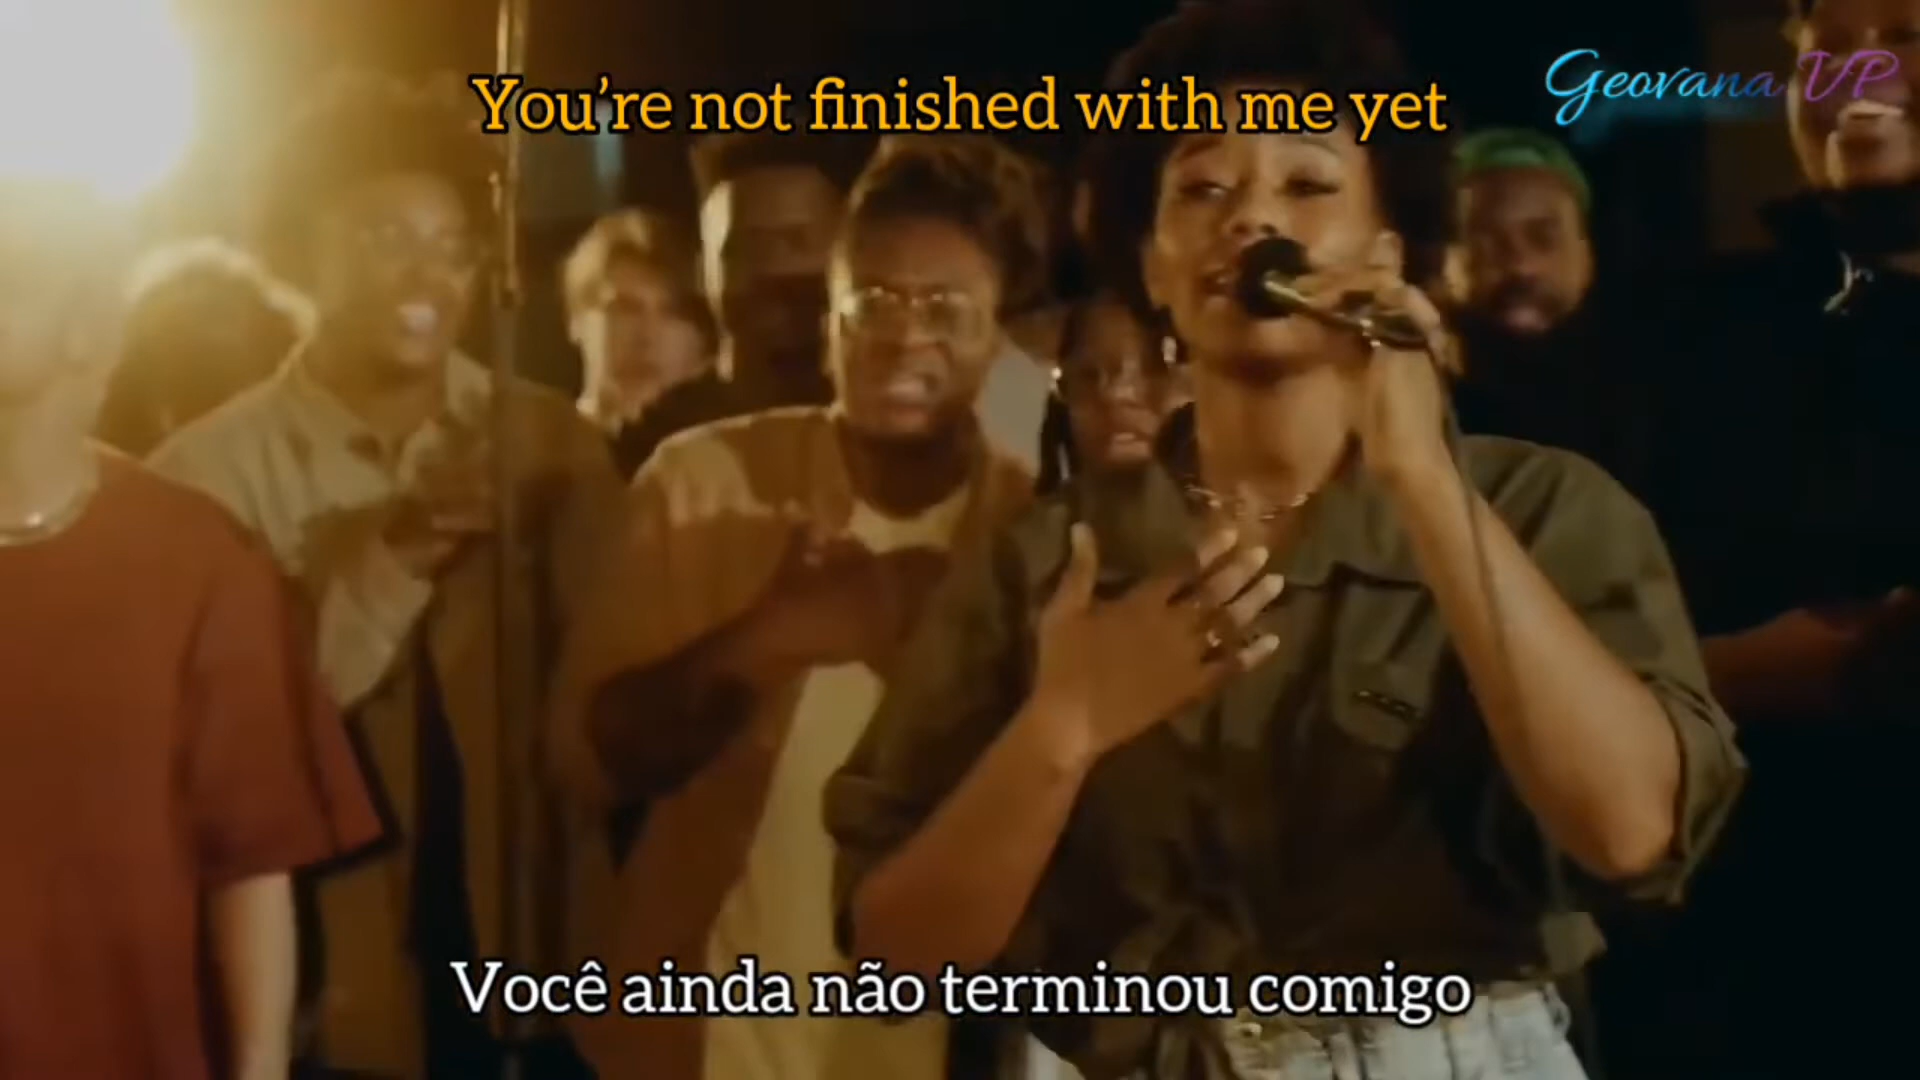 Geovana VP
You're not finished with me yet
Você ainda não terminou comigo